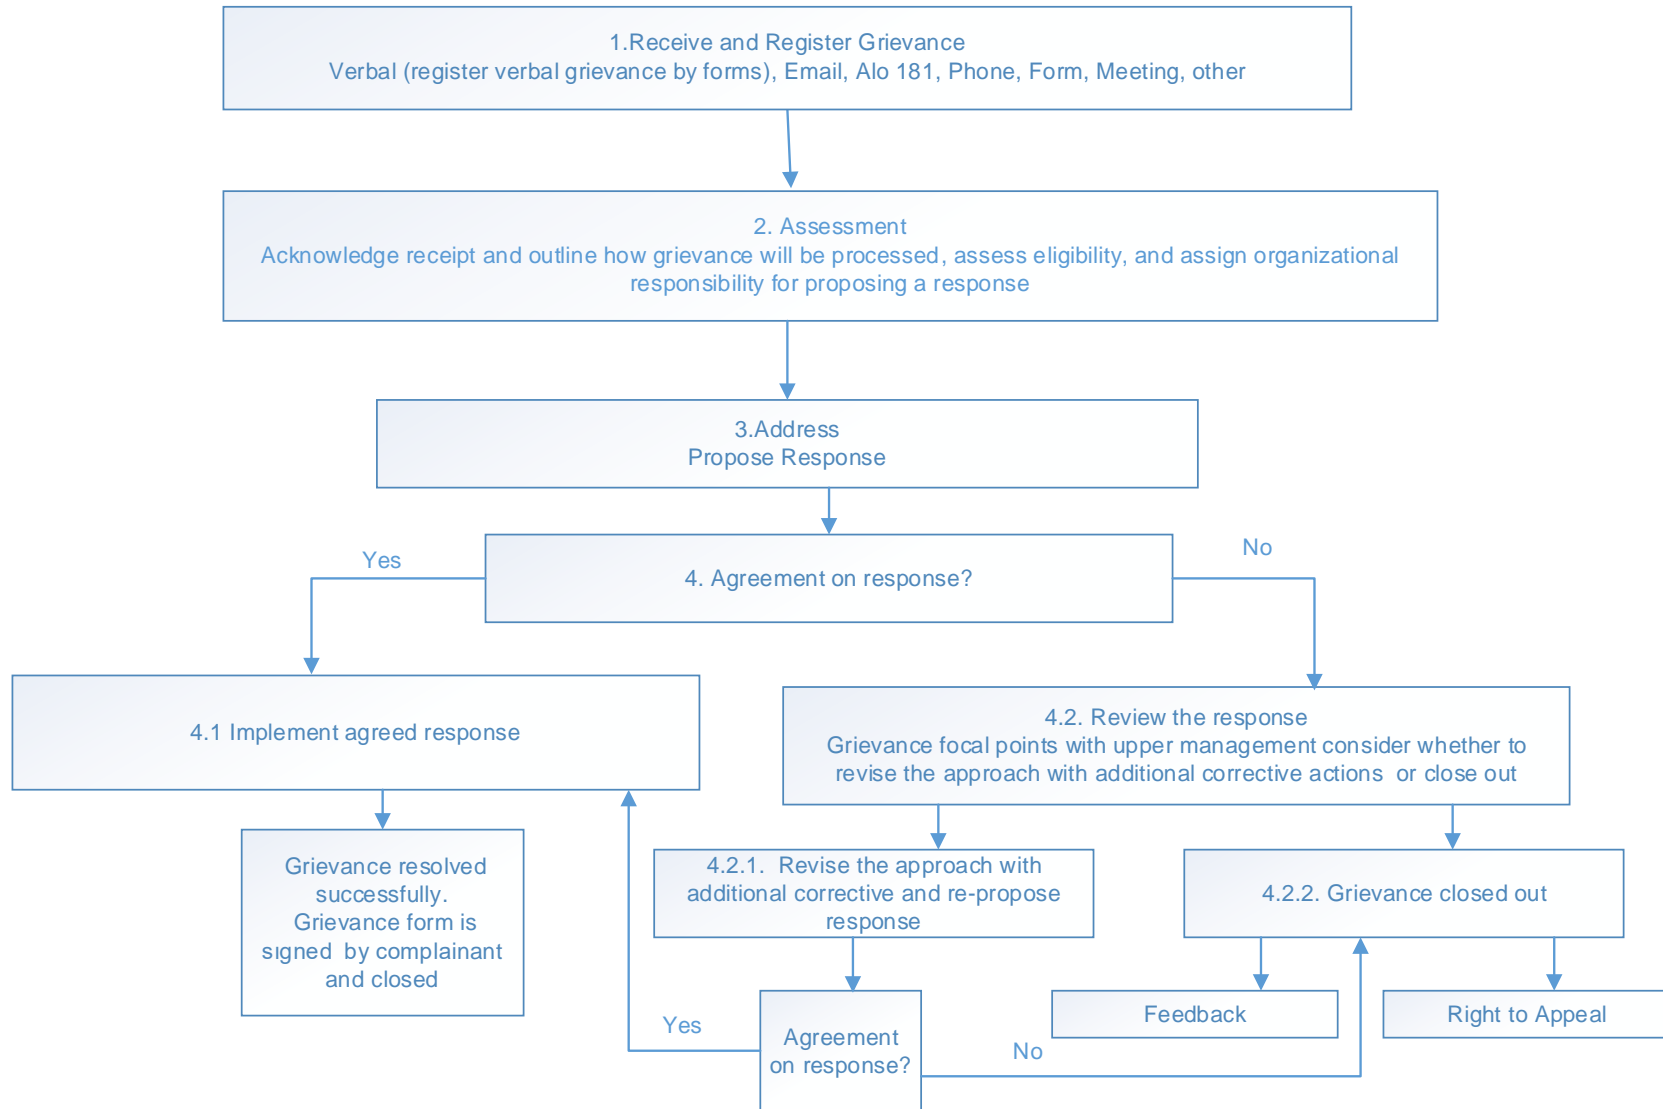 1.Receive and Register Grievance
Verbal (register verbal grievance by forms), Email, Alo 181, Phone, Form, Meeting, other
2. Assessment
Acknowledge receipt and outline how grievance will be processed, assess eligibility, and assign organizational
responsibility for proposing a response
3.Address
Propose Response
Yes
No
4. Agreement on response?
4.1 Implement agreed response
4.2. Review the response
Grievance focal points with upper management consider whether to
revise the approach with additional corrective actions or close out
Grievance resolved
successfully.
Grievance form is
signed by complainant
and closed
4.2.1. Revise the approach with
additional corrective and re-propose
response
4.2.2. Grievance closed out
Feedback
Right to Appeal
Yes
Agreement
on response?
No